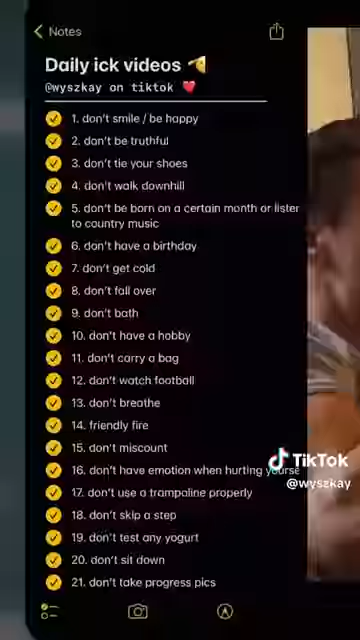 Notes
Daily ick videos
@wyszkay on tiktok
1. don't smile / be happy
2. don't be truthful
3. don't tie your shoes
4. don't walk downhill
5. don't be born on a certain month or listen
to country music
6. don't have a birthday
7. don't get cold
8. don't fall over
9. don't bath
10. don't have a hobby
11. don't carry a bag
12. don't watch football
13. don't breathe
14. friendly fire
15. don't miscount
16. don't have emotion when hurting yourse
17. don't use a trampoline properly
18. don't skip a step
19. don't test any yogurt
20. don't sit down
21. don't take progress pics
TikTok
@wyszkay